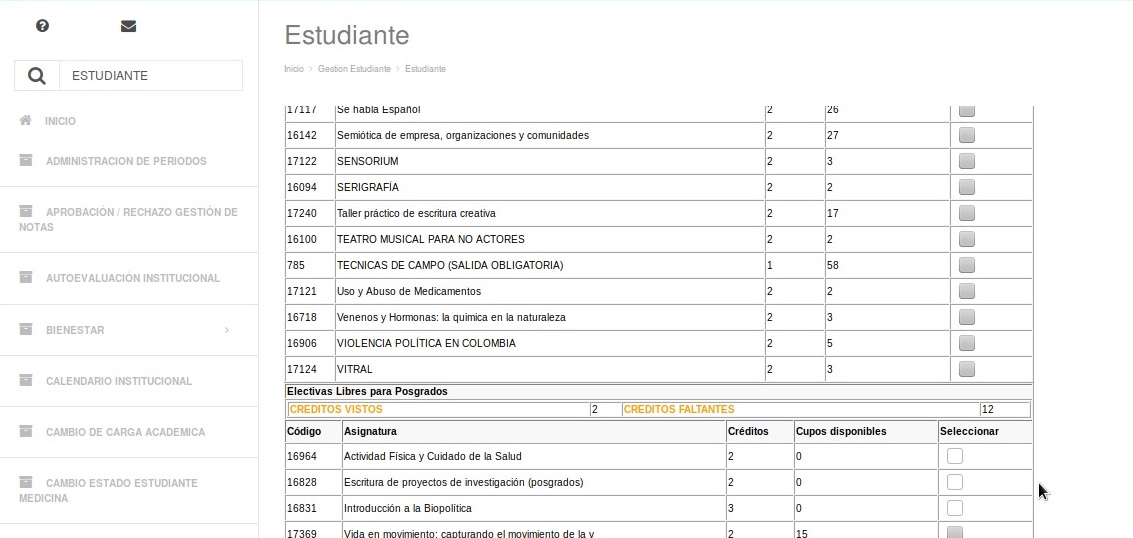 Estudiante
Inicio > Gestion Estudiante > Estudiante
ESTUDIANTE
INICIO
ADMINISTRACION DE PERIODOS
APROBACIÓN / RECHAZO GESTIÓN DE
NOTAS
AUTOEVALUACIÓN INSTITUCIONAL
BIENESTAR
CALENDARIO INSTITUCIONAL
CAMBIO DE CARGA ACADEMICA
CAMBIO ESTADO ESTUDIANTE
MEDICINA
17117 Se habla Español 2 26
16142 Semiótica de empresa, organizaciones y comunidades 2 27
17122 SENSORIUM 2 3
16094 SERIGRAFÍA 2 2
17240 Taller práctico de escritura creativa 2 17
16100 TEATRO MUSICAL PARA NO ACTORES 2 2
785 TECNICAS DE CAMPO (SALIDA OBLIGATORIA) 1 58
17121 Uso y Abuso de Medicamentos 2 2
16718 Venenos y Hormonas: la quimica en la naturaleza 2 3
16906 VIOLENCIA POLÍTICA EN COLOMBIA 2 5
17124 VITRAL 2 3
Electivas Libres para Posgrados
CREDITOS VISTOS 2 CREDITOS FALTANTES 12
Código Asignatura Créditos Cupos disponibles Seleccionar
16964 Actividad Física y Cuidado de la Salud 2 0
16828 Escritura de proyectos de investigación (posgrados) 2 0
16831 Introducción a la Biopolítica 3 0
17369 Vida en movimiento: capturando el movimiento de la v 2 15